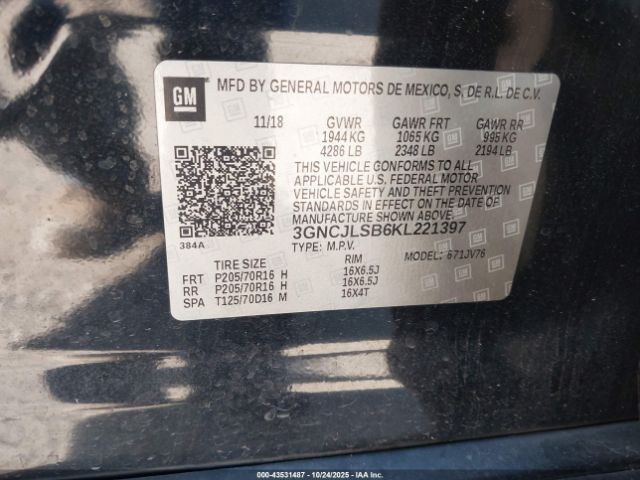 GM
MFD BY GENERAL MOTORS DE MEXICO, S. DE R.L. DE C.V.
11/18 GVWR GAWR FRT GAWR RR
1944 KG 1065 KG 995 KG
4286 LB 2348 LB 2194 LB
THIS VEHICLE CONFORMS TO ALL
APPLICABLE U.S. FEDERAL MOTOR
VEHICLE SAFETY AND THEFT PREVENTION
STANDARDS IN EFFECT ON THE DATE OF
MANUFACTURE SHOWN ABOVE.
3GNCJLSB6KL221397
384A
TYPE: M.P.V. MODEL: 671JV76
TIRE SIZE RIM
FRT P205/70R16 H 16X6.5J
RR P205/70R16 H 16X6.5J
SPA T125/70D16 M 16X4T
000-43531487 10/24/2025 IAA Inc.